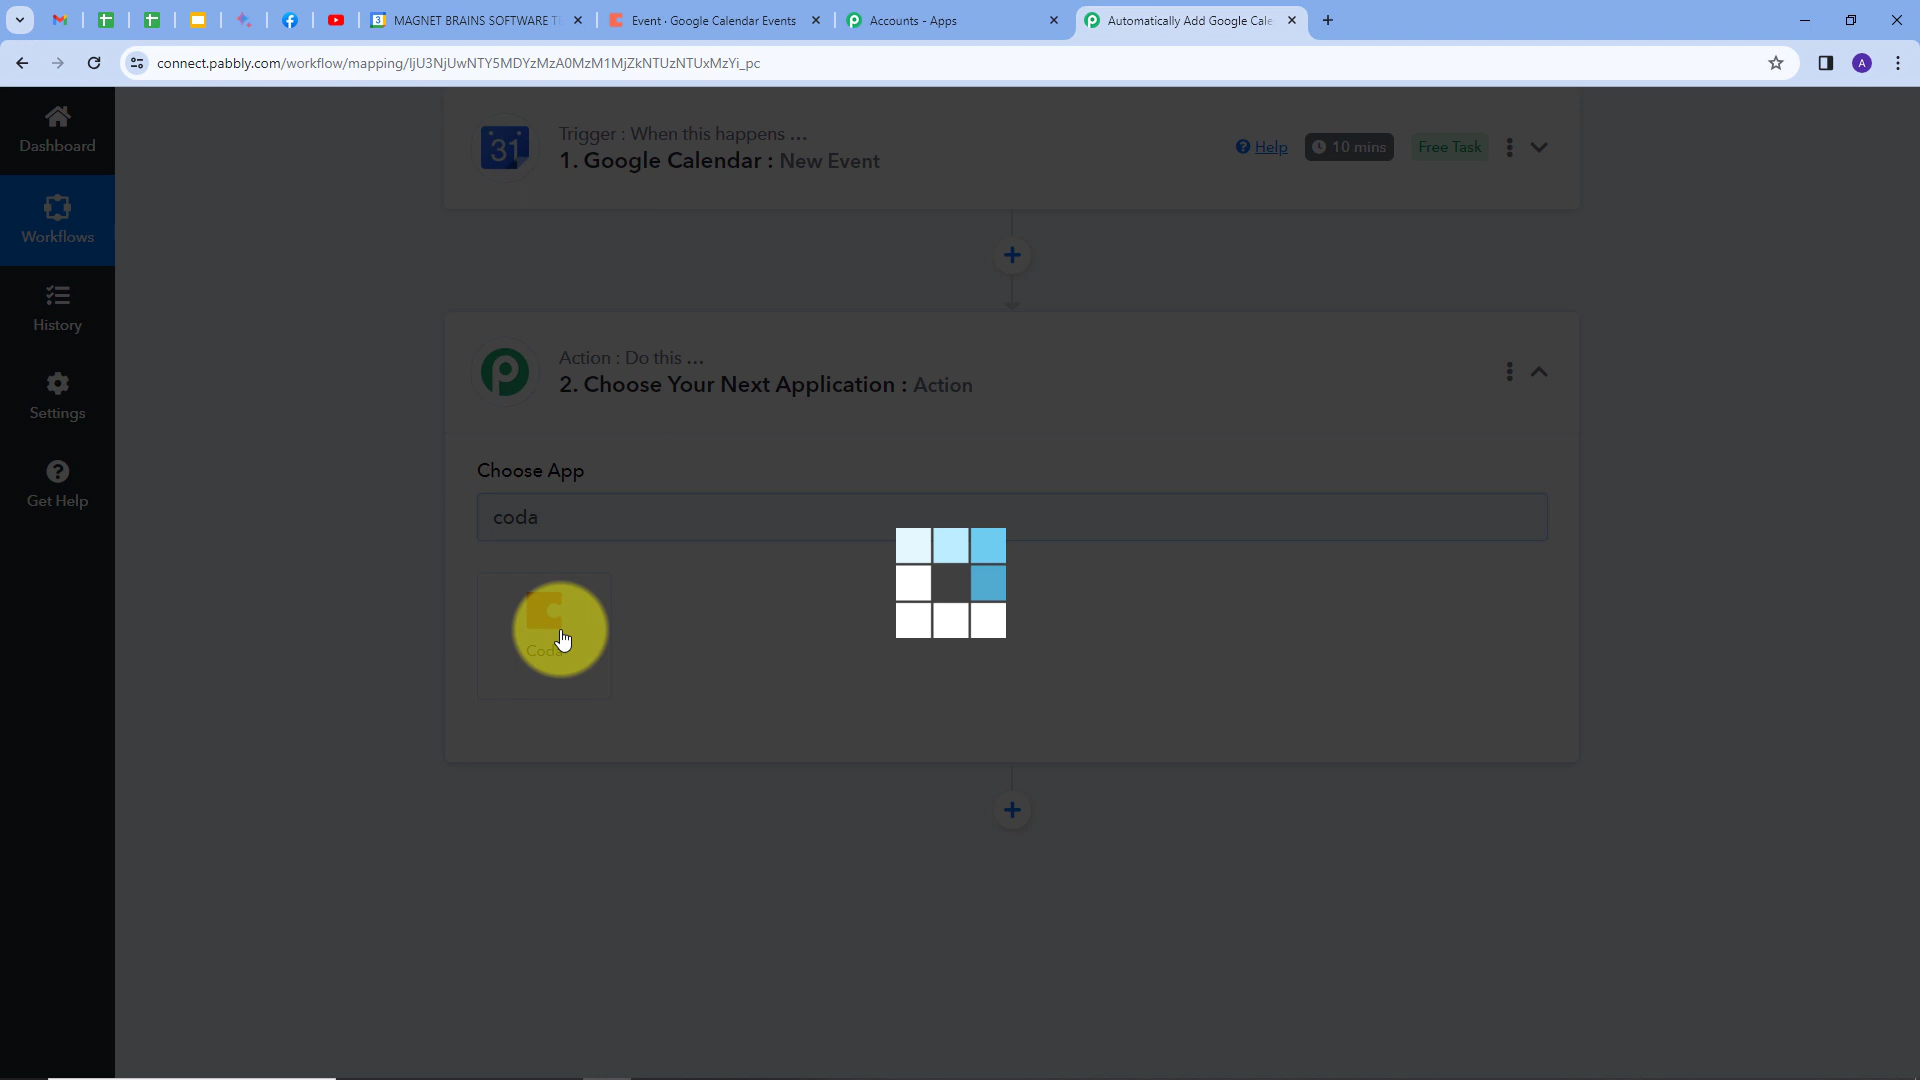 MAGNET BRAINS SOFTWARE T
Event · Google Calendar Events
Accounts - Apps
Automatically Add Google Cale
connect.pabbly.com/workflow/mapping/IjU3NjUwNTY5MDYzMzA0MzM1MjZkNTUzNTUxMzYi_pc
A
Dashboard
Workflows
History
Settings
Get Help
Trigger : When this happens ...
31
1. Google Calendar : New Event
Help
10 mins
Free Task
Action : Do this ...
2. Choose Your Next Application : Action
Choose App
coda
Coda